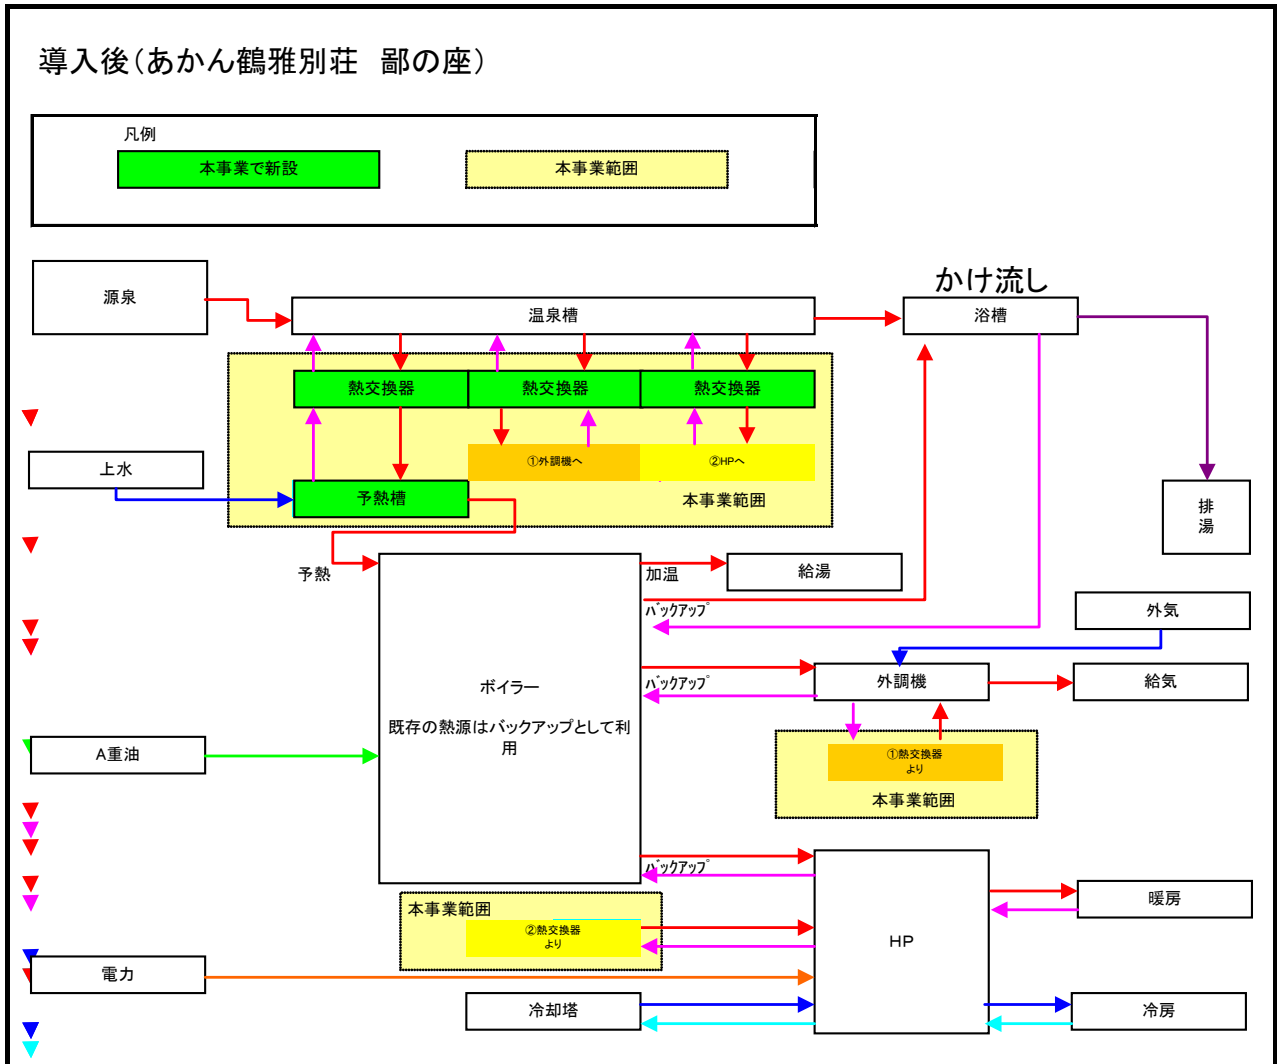 導入後(あかん鶴雅別荘　鄙の座)
凡例
本事業で新設
本事業範囲
源泉
温泉槽
かけ流し
浴槽
熱交換器
熱交換器
熱交換器
上水
①外調機へ
②HPへ
予熱槽
本事業範囲
排
湯
予熱
加温
給湯
ﾊﾞｯｸｱｯﾌﾟ
外気
ボイラー
既存の熱源はバックアップとして利
用
ﾊﾞｯｸｱｯﾌﾟ
外調機
給気
A重油
①熱交換器
より
本事業範囲
ﾊﾞｯｸｱｯﾌﾟ
本事業範囲
②熱交換器
より
HP
暖房
電力
冷却塔
冷房